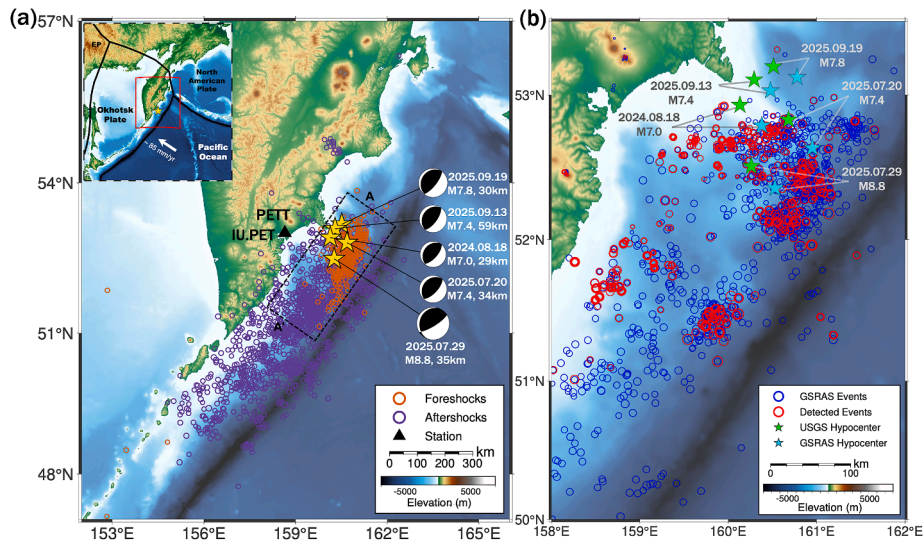 (a)
57°N
54°N
51°N
48°N
153°E
156°E
159°E
162°E
165°E
EP
North
American Plate
Okhotsk
Plate
Pacific
Ocean
~ 85 mm/yr
PETT
IU.PET
A
A'
2025.09.19
M7.8, 30km
2025.09.13
M7.4, 59km
2024.08.18
M7.0, 29km
2025.07.20
M7.4, 34km
2025.07.29
M8.8, 35km
Foreshocks
Aftershocks
Station
km
0 100 200 300
-5000 0 5000
Elevation (m)
(b)
53°N
52°N
51°N
50°N
158°E
159°E
160°E
161°E
162°E
2025.09.19
M7.8
2025.09.13
M7.4
2025.07.20
M7.4
2024.08.18
M7.0
2025.07.29
M8.8
GSRAS Events
Detected Events
USGS Hypocenter
GSRAS Hypocenter
km
0 100
-5000 0 5000
Elevation (m)